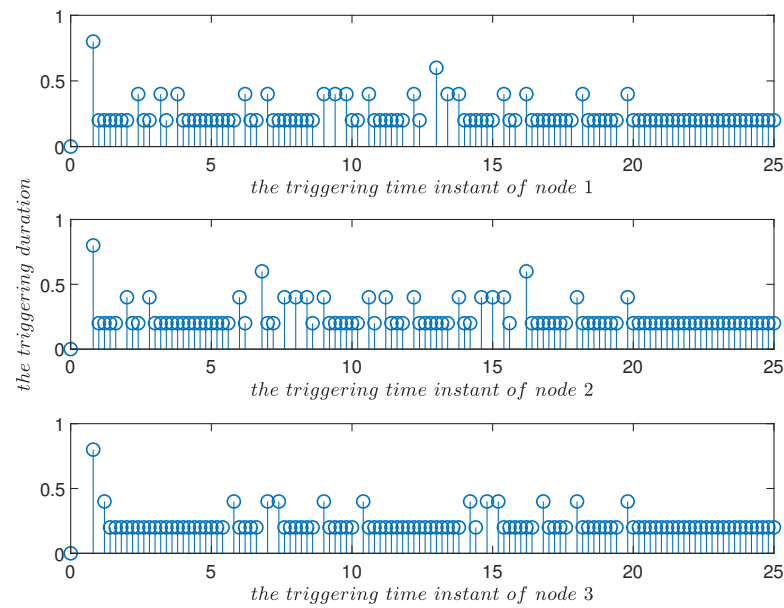 1
0.5
0
0 5 10 15 20 25
the triggering time instant of node 1
the triggering duration
1
0.5
0
0 5 10 15 20 25
the triggering time instant of node 2
1
0.5
0
0 5 10 15 20 25
the triggering time instant of node 3